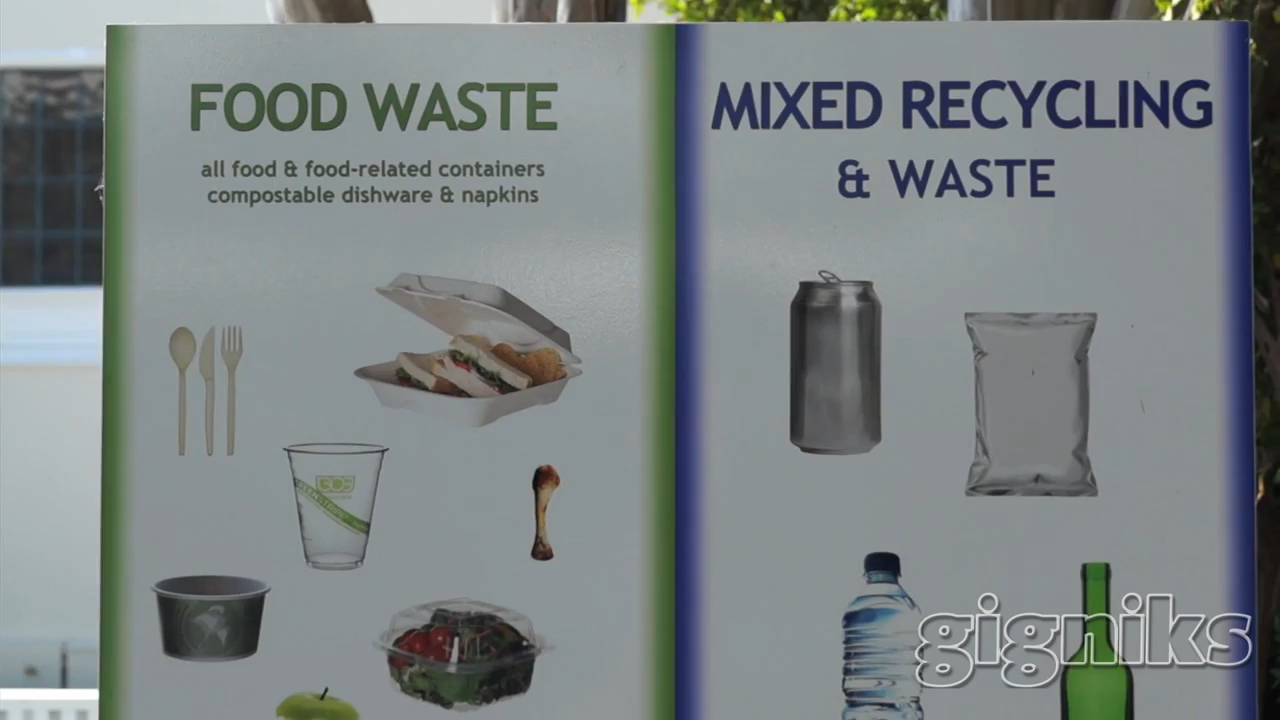 FOOD WASTE
all food & food-related containers
compostable dishware & napkins
MIXED RECYCLING
& WASTE
gigniks